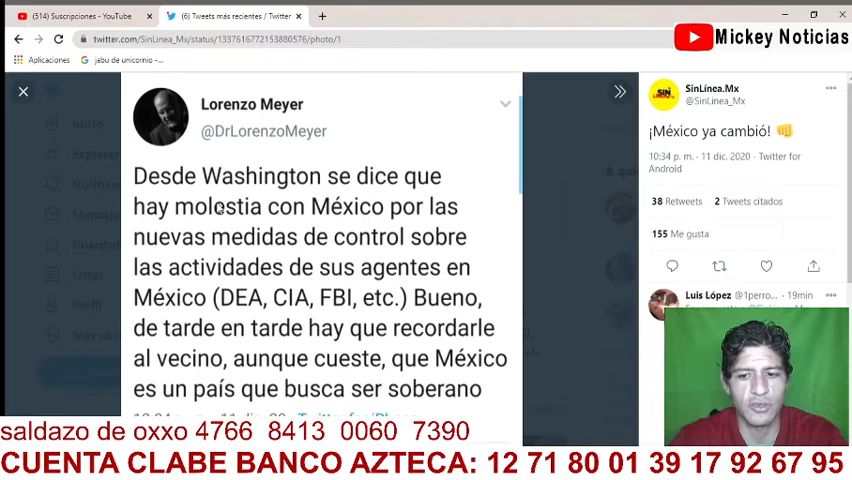 (514) Suscripciones - YouTube
(6) Tweets más recientes / Twitter
twitter.com/SinLinea_Mx/status/1337616772153880576/photo/1
Aplicaciones
jabu de unicornio -...
Mickey Noticias
Lorenzo Meyer
@DrLorenzoMeyer
Desde Washington se dice que
hay molestia con México por las
nuevas medidas de control sobre
las actividades de sus agentes en
México (DEA, CIA, FBI, etc.) Bueno,
de tarde en tarde hay que recordarle
al vecino, aunque cueste, que México
es un país que busca ser soberano
SinLínea.Mx
@SinLinea_Mx
¡México ya cambió!
10:34 p. m. · 11 dic. 2020 · Twitter for
Android
38 Retweets 2 Tweets citados
155 Me gusta
Luis López @1perro... · 19min
Inicio
Explorar
Listas
Perfil
saldazo de oxxo 4766 8413 0060 7390
CUENTA CLABE BANCO AZTECA: 12 71 80 01 39 17 92 67 95